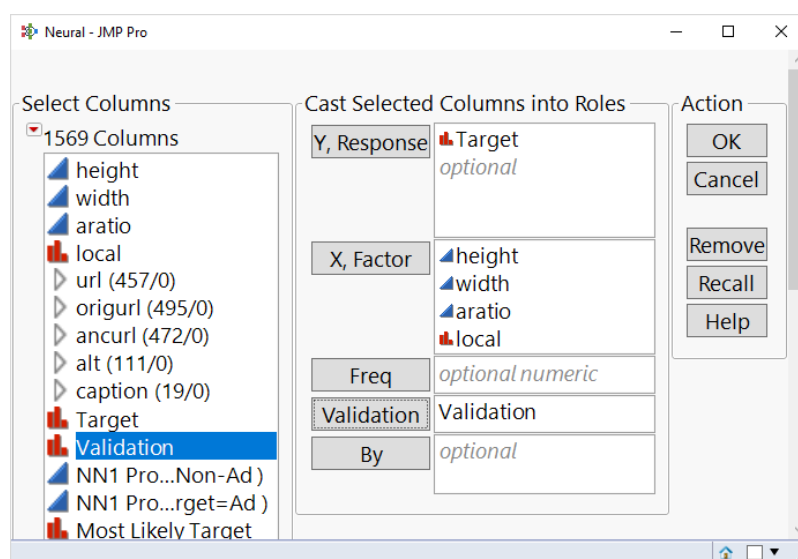 Neural - JMP Pro
Select Columns
1569 Columns
height
width
aratio
local
url (457/0)
origurl (495/0)
ancurl (472/0)
alt (111/0)
caption (19/0)
Target
Validation
NN1 Pro...Non-Ad )
NN1 Pro...rget=Ad )
Most Likely Target
Cast Selected Columns into Roles
Y, Response
Target
optional
X, Factor
height
width
aratio
local
Freq
optional numeric
Validation
Validation
By
optional
Action
OK
Cancel
Remove
Recall
Help